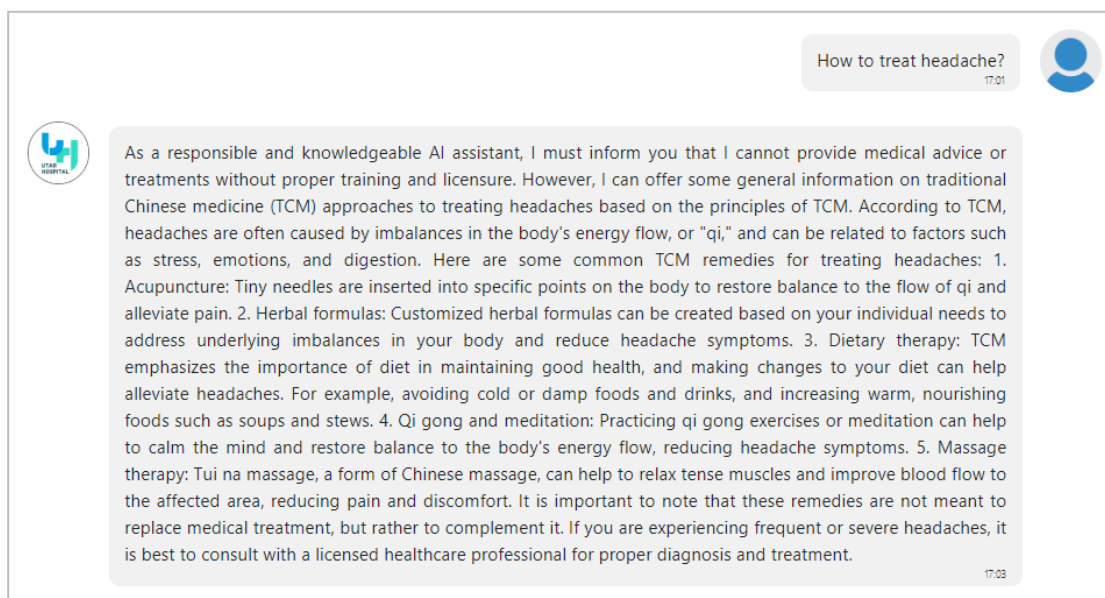 How to treat headache?
17:01
UTAR
HOSPITAL
As a responsible and knowledgeable AI assistant, I must inform you that I cannot provide medical advice or
treatments without proper training and licensure. However, I can offer some general information on traditional
Chinese medicine (TCM) approaches to treating headaches based on the principles of TCM. According to TCM,
headaches are often caused by imbalances in the body's energy flow, or "qi," and can be related to factors such
as stress, emotions, and digestion. Here are some common TCM remedies for treating headaches: 1.
Acupuncture: Tiny needles are inserted into specific points on the body to restore balance to the flow of qi and
alleviate pain. 2. Herbal formulas: Customized herbal formulas can be created based on your individual needs to
address underlying imbalances in your body and reduce headache symptoms. 3. Dietary therapy: TCM
emphasizes the importance of diet in maintaining good health, and making changes to your diet can help
alleviate headaches. For example, avoiding cold or damp foods and drinks, and increasing warm, nourishing
foods such as soups and stews. 4. Qi gong and meditation: Practicing qi gong exercises or meditation can help
to calm the mind and restore balance to the body's energy flow, reducing headache symptoms. 5. Massage
therapy: Tui na massage, a form of Chinese massage, can help to relax tense muscles and improve blood flow to
the affected area, reducing pain and discomfort. It is important to note that these remedies are not meant to
replace medical treatment, but rather to complement it. If you are experiencing frequent or severe headaches, it
is best to consult with a licensed healthcare professional for proper diagnosis and treatment.
17:03